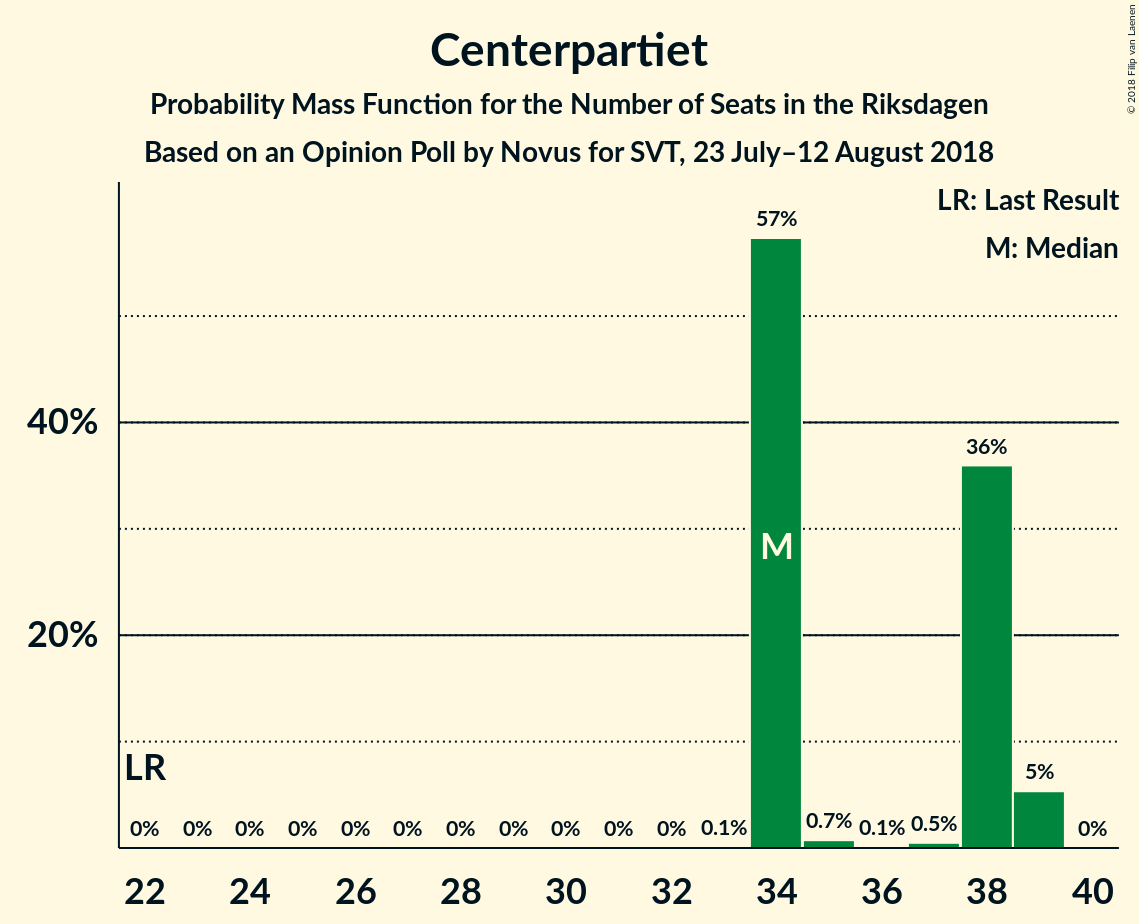 Centerpartiet
Probability Mass Function for the Number of Seats in the Riksdagen
Based on an Opinion Poll by Novus for SVT, 23 July–12 August 2018
© 2018 Filip van Laenen
LR: Last Result
M: Median
57%
40%
36%
M
20%
LR
5%
0% 0% 0% 0% 0% 0% 0% 0% 0% 0% 0% 0.1% 0.7% 0.1% 0.5% 0%
22 24 26 28 30 32 34 36 38 40